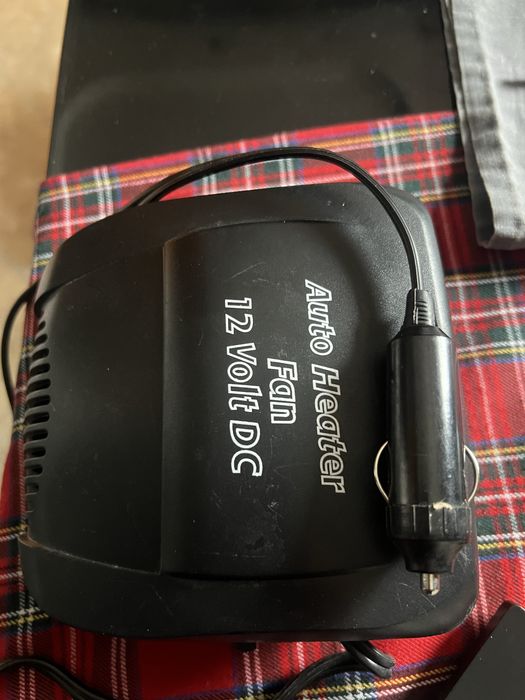 Auto Heater
Fan
12 Volt DC